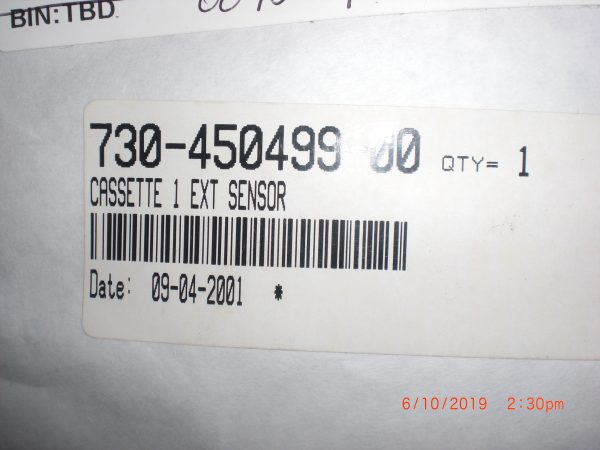 BIN:TBD
730-450499 00 QTY= 1
CASSETTE 1 EXT SENSOR
Date: 09-04-2001 *
6/10/2019 2:30pm